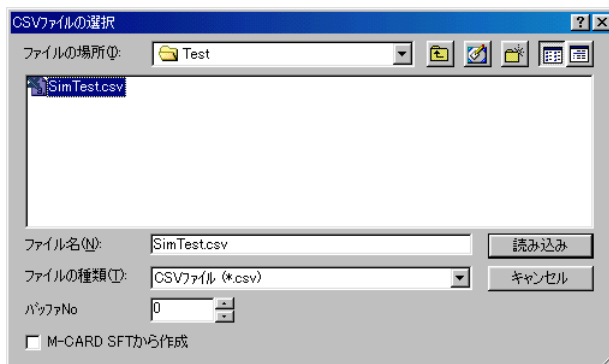 CSVファイルの選択
ファイルの場所(I):
Test
SimTest.csv
ファイル名(N):
SimTest.csv
読み込み
ファイルの種類(T):
CSVファイル (*.csv)
キャンセル
バッファNo
0
M-CARD SFTから作成